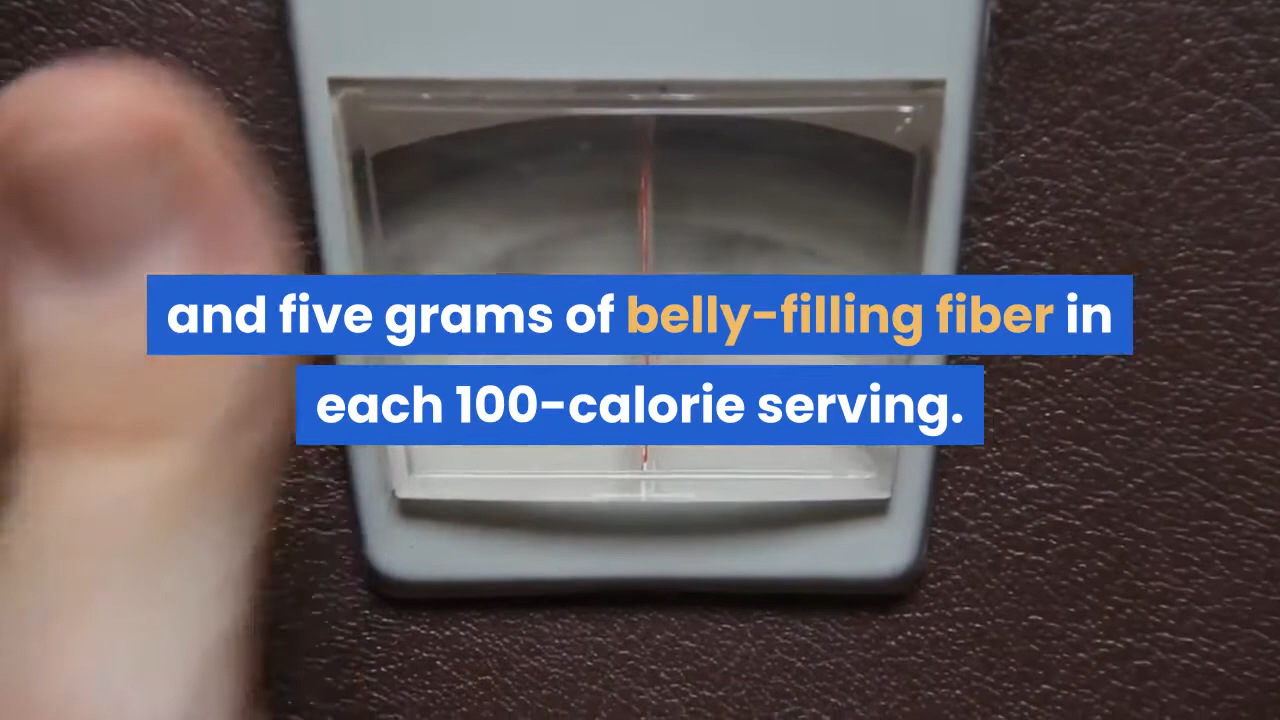 and five grams of belly-filling fiber in
each 100-calorie serving.